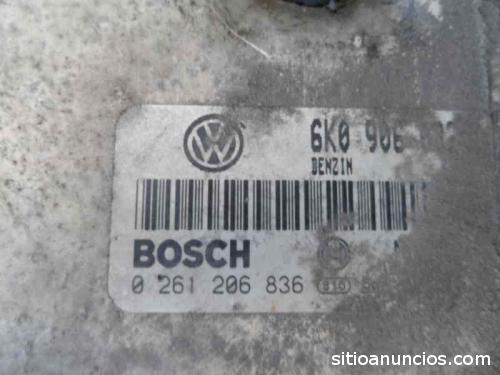 6K0 906
BENZIN
BOSCH
0 261 206 836
sitioanuncios.com